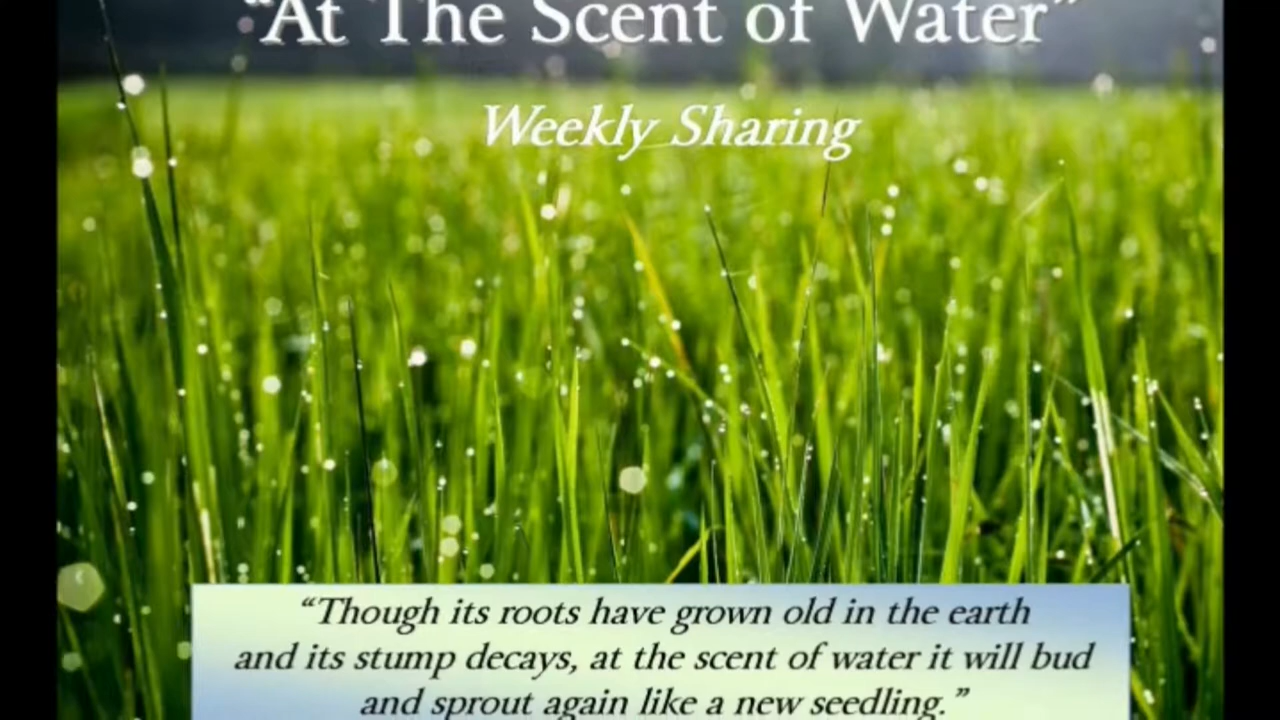 “At The Scent of Water”
Weekly Sharing
“Though its roots have grown old in the earth
and its stump decays, at the scent of water it will bud
and sprout again like a new seedling.”